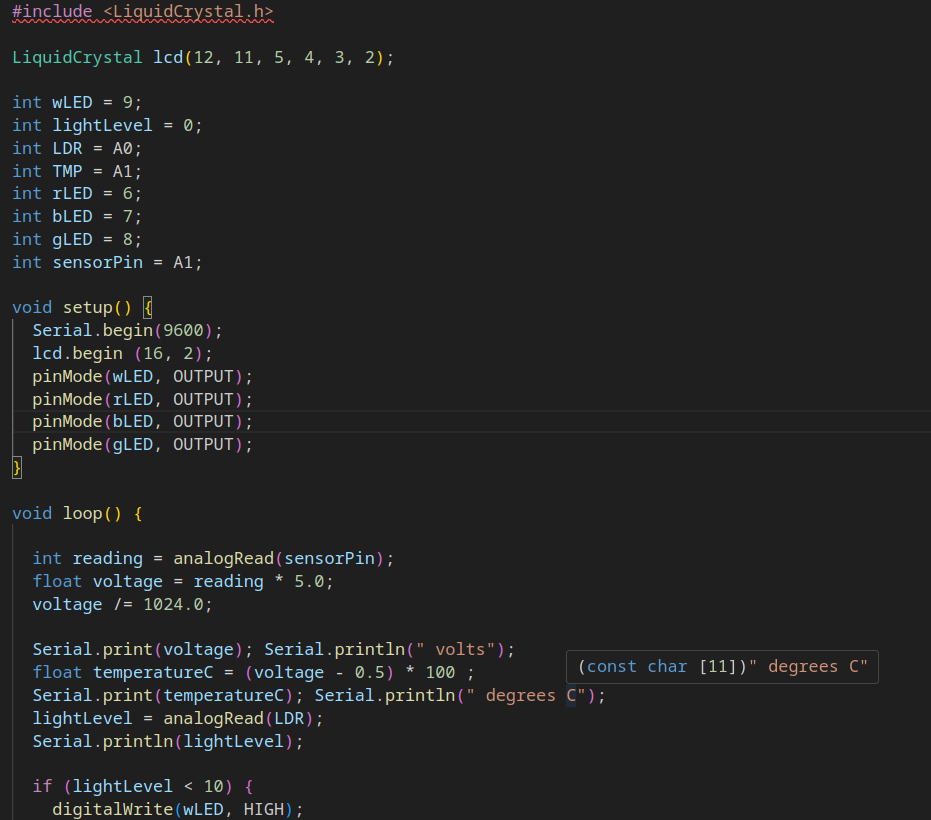 #include <LiquidCrystal.h>
LiquidCrystal lcd(12, 11, 5, 4, 3, 2);
int wLED = 9;
int lightLevel = 0;
int LDR = A0;
int TMP = A1;
int rLED = 6;
int bLED = 7;
int gLED = 8;
int sensorPin = A1;
void setup() {
  Serial.begin(9600);
  lcd.begin (16, 2);
  pinMode(wLED, OUTPUT);
  pinMode(rLED, OUTPUT);
  pinMode(bLED, OUTPUT);
  pinMode(gLED, OUTPUT);
}
void loop() {
  int reading = analogRead(sensorPin);
  float voltage = reading * 5.0;
  voltage /= 1024.0;
  Serial.print(voltage); Serial.println(" volts");
(const char [11])" degrees C"
  float temperatureC = (voltage - 0.5) * 100 ;
  Serial.print(temperatureC); Serial.println(" degrees C");
  lightLevel = analogRead(LDR);
  Serial.println(lightLevel);
  if (lightLevel < 10) {
    digitalWrite(wLED, HIGH);